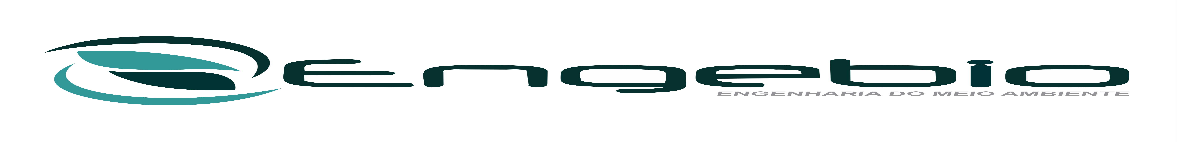 Engebio
ENGENHARIA DO MEIO AMBIENTE